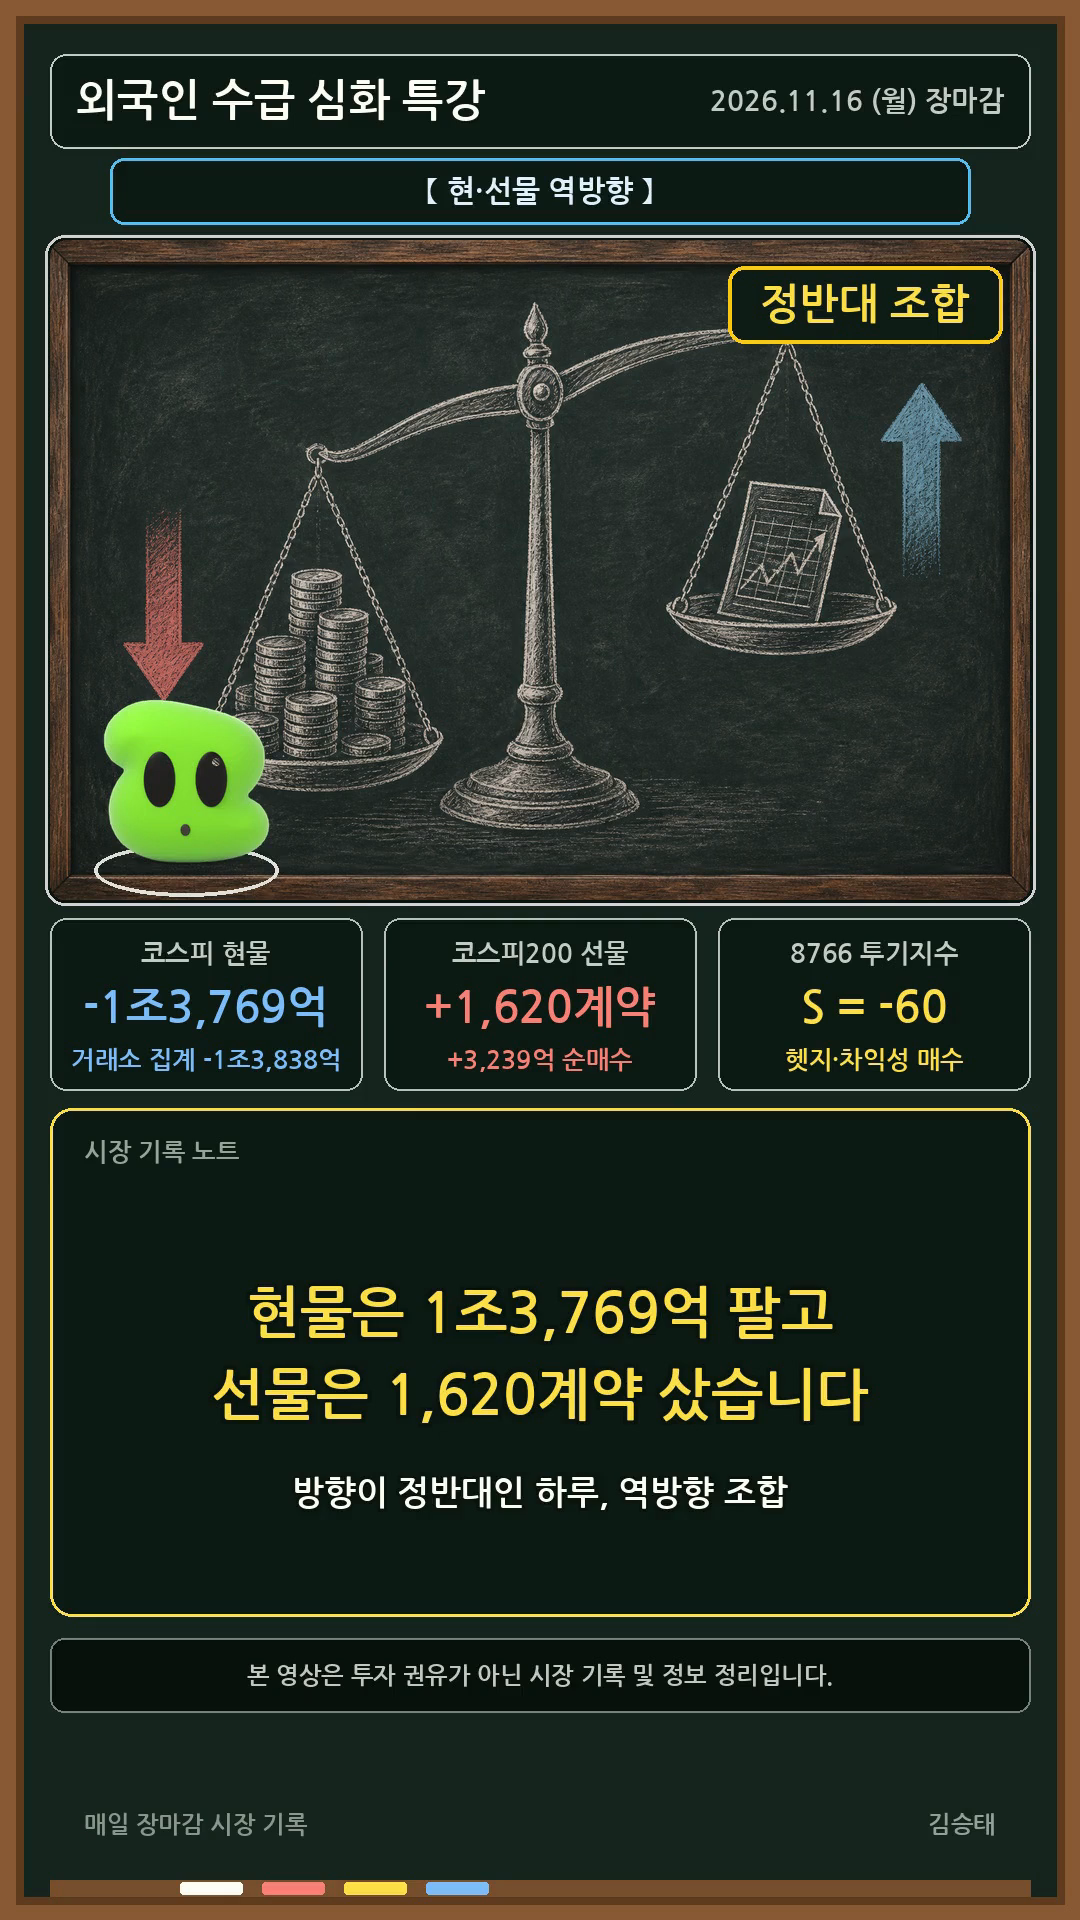 외국인 수급 심화 특강
2026.11.16 (월) 장마감
【 현·선물 역방향 】
정반대 조합
코스피 현물
-1조3,769억
거래소 집계 -1조3,838억
코스피200 선물
+1,620계약
+3,239억 순매수
8766 투기지수
S = -60
헷지·차익성 매수
시장 기록 노트
현물은 1조3,769억 팔고
선물은 1,620계약 샀습니다
방향이 정반대인 하루, 역방향 조합
본 영상은 투자 권유가 아닌 시장 기록 및 정보 정리입니다.
매일 장마감 시장 기록
김승태